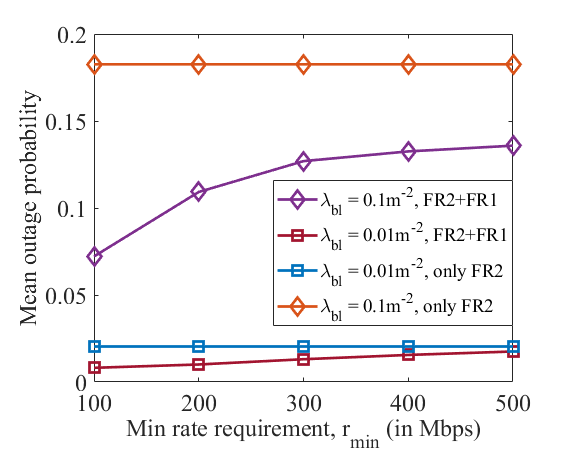 0.2
0.15
0.1
0.05
0
Mean outage probability
λbl = 0.1m-2, FR2+FR1
λbl = 0.01m-2, FR2+FR1
λbl = 0.01m-2, only FR2
λbl = 0.1m-2, only FR2
100 200 300 400 500
Min rate requirement, rmin (in Mbps)